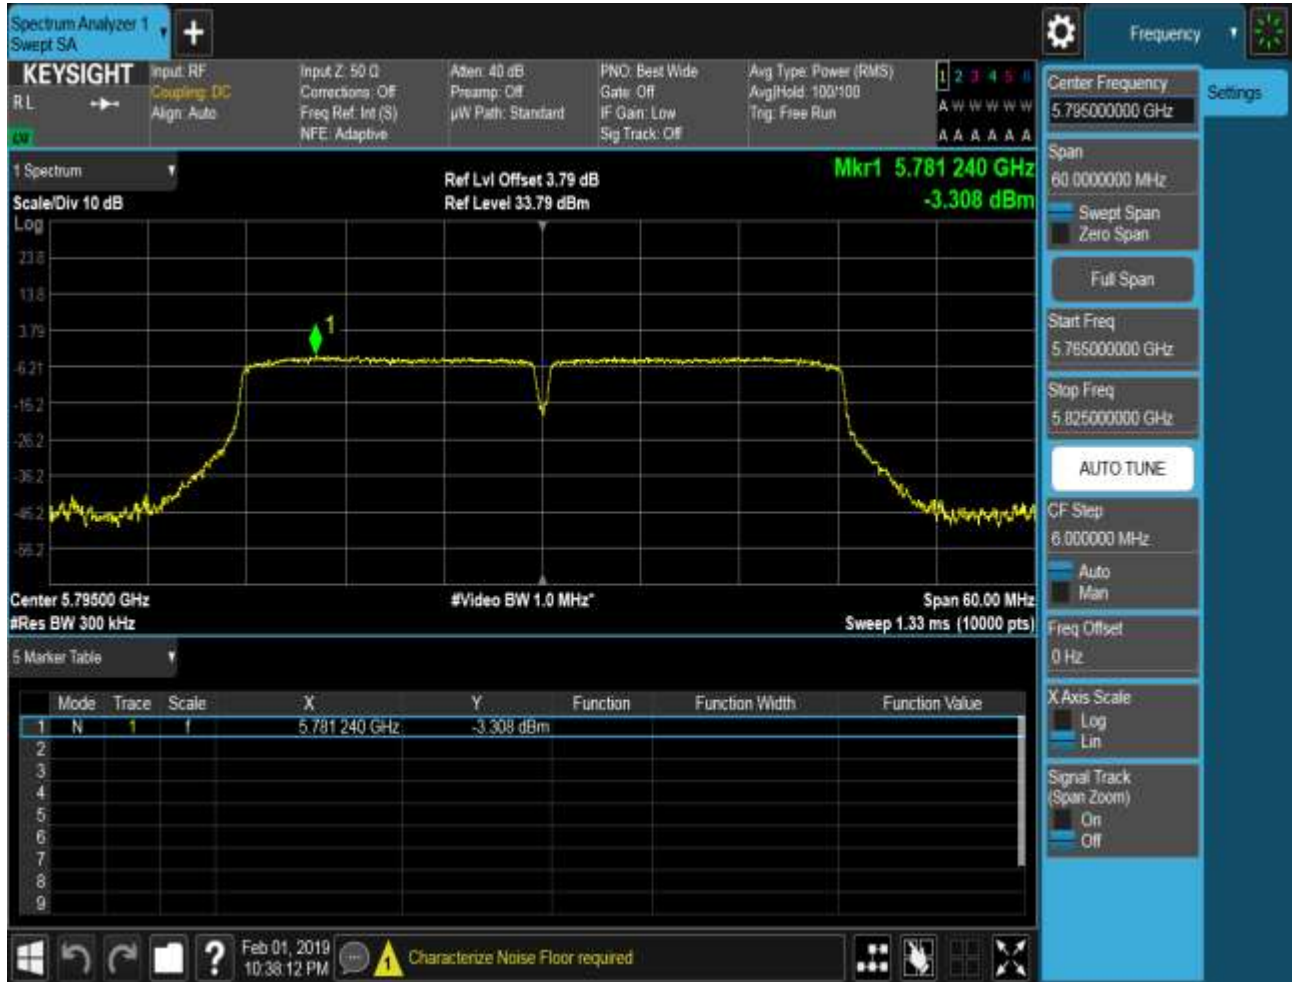 Spectrum Analyzer 1
Swept SA
+
Frequency
KEYSIGHT
R L
Input: RF
Coupling: DC
Align: Auto
Input Z: 50 Ω
Corrections: Off
Freq Ref: Int (S)
NFE: Adaptive
Atten: 40 dB
Preamp: Off
µW Path: Standard
PNO: Best Wide
Gate: Off
IF Gain: Low
Sig Track: Off
Avg Type: Power (RMS)
Avg|Hold: 100/100
Trig: Free Run
1 2 3 4 5 6
A W W W W W
A A A A A A
1 Spectrum
Scale/Div 10 dB
Ref Lvl Offset 3.79 dB
Ref Level 33.79 dBm
Mkr1 5.781 240 GHz
-3.308 dBm
Log
23.8
13.8
3.79
-6.21
-16.2
-26.2
-36.2
-46.2
-56.2
1
Center 5.79500 GHz
#Res BW 300 kHz
#Video BW 1.0 MHz*
Span 60.00 MHz
Sweep 1.33 ms (10000 pts)
5 Marker Table
Mode Trace Scale X Y Function Function Width Function Value
1 N 1 f 5.781 240 GHz -3.308 dBm
2
3
4
5
6
7
8
9
Feb 01, 2019
10:38:12 PM
?
1
Characterize Noise Floor required
Settings
Center Frequency
5.795000000 GHz
Span
60.0000000 MHz
Swept Span
Zero Span
Full Span
Start Freq
5.765000000 GHz
Stop Freq
5.825000000 GHz
AUTO TUNE
CF Step
6.000000 MHz
Auto
Man
Freq Offset
0 Hz
X Axis Scale
Log
Lin
Signal Track
(Span Zoom)
On
Off